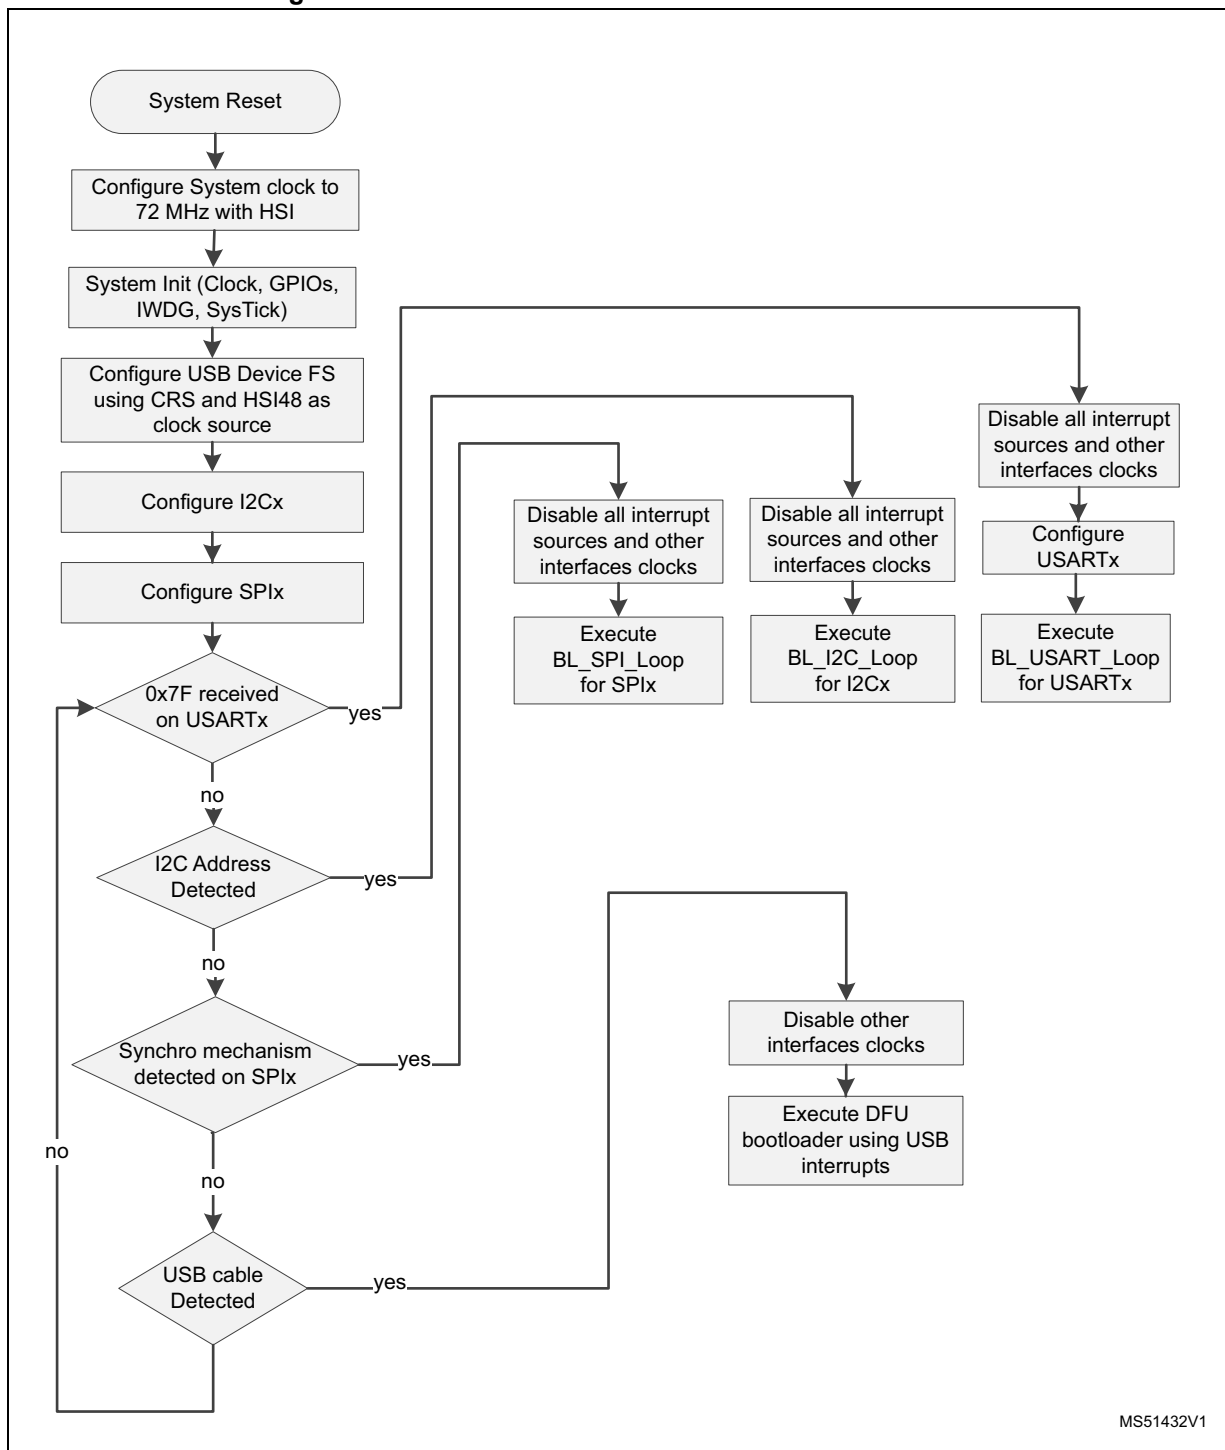 System Reset
Configure System clock to
72 MHz with HSI
System Init (Clock, GPIOs,
IWDG, SysTick)
Configure USB Device FS
using CRS and HSI48 as
clock source
Configure I2Cx
Configure SPIx
0x7F received
on USARTx
yes
no
I2C Address
Detected
yes
no
Synchro mechanism
detected on SPIx
yes
no
USB cable
Detected
yes
no
Disable all interrupt
sources and other
interfaces clocks
Execute
BL_SPI_Loop
for SPIx
Disable all interrupt
sources and other
interfaces clocks
Execute
BL_I2C_Loop
for I2Cx
Disable all interrupt
sources and other
interfaces clocks
Configure
USARTx
Execute
BL_USART_Loop
for USARTx
Disable other
interfaces clocks
Execute DFU
bootloader using USB
interrupts
MS51432V1